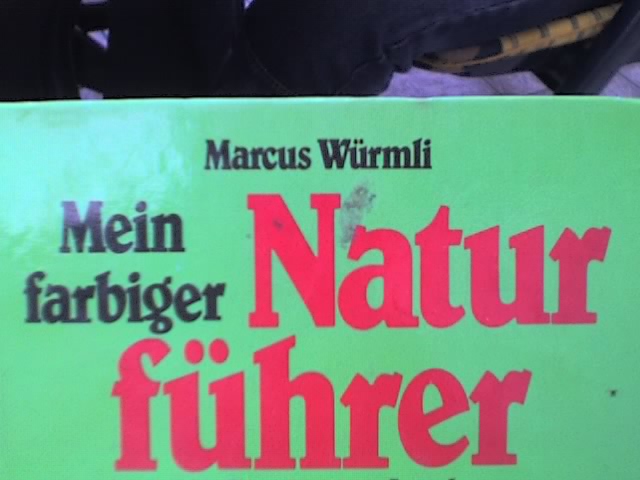 Marcus Würmli
Mein farbiger Natur
führer